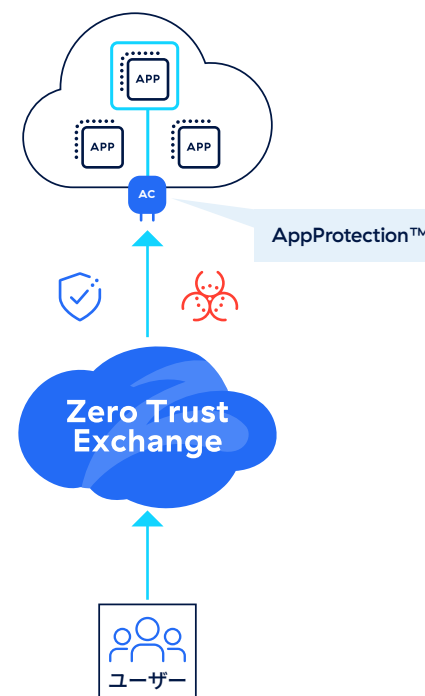 APP
APP
APP
AC
AppProtection™
Zero Trust
Exchange
ユーザー